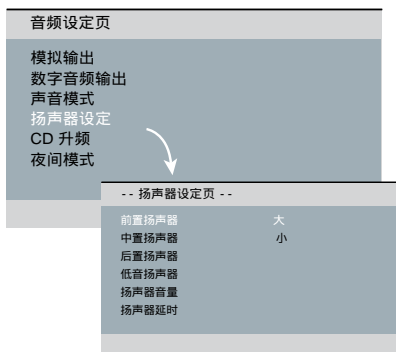 音频设定页
模拟输出
数字音频输出
声音模式
扬声器设定
CD 升频
夜间模式
- - 扬声器设定页 - -
前置扬声器 大
中置扬声器 小
后置扬声器
低音扬声器
扬声器音量
扬声器延时